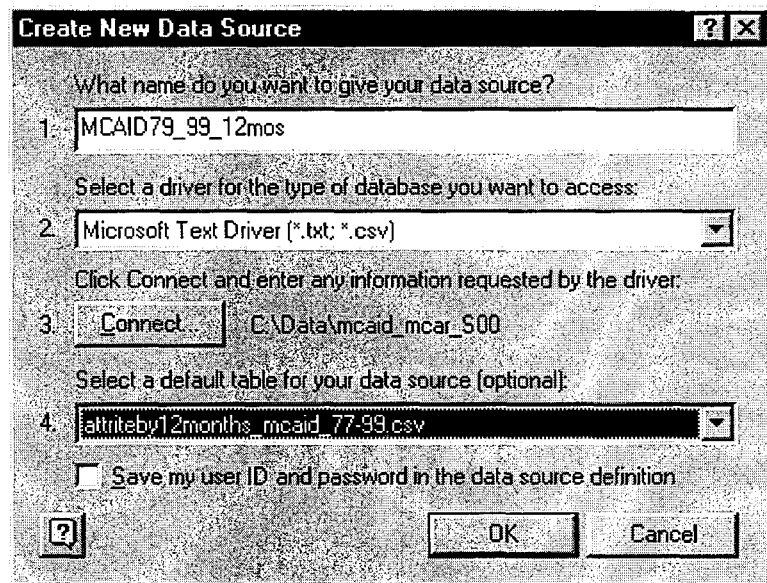 Create New Data Source
What name do you want to give your data source?
1. MCAID79_99_12mos
Select a driver for the type of database you want to access:
2. Microsoft Text Driver (*.txt; *.csv)
Click Connect and enter any information requested by the driver:
3. Connect... C:\Data\mcaid_mcar_S00
Select a default table for your data source (optional):
4. attriteby12months_mcaid_77-99.csv
Save my user ID and password in the data source definition
OK Cancel